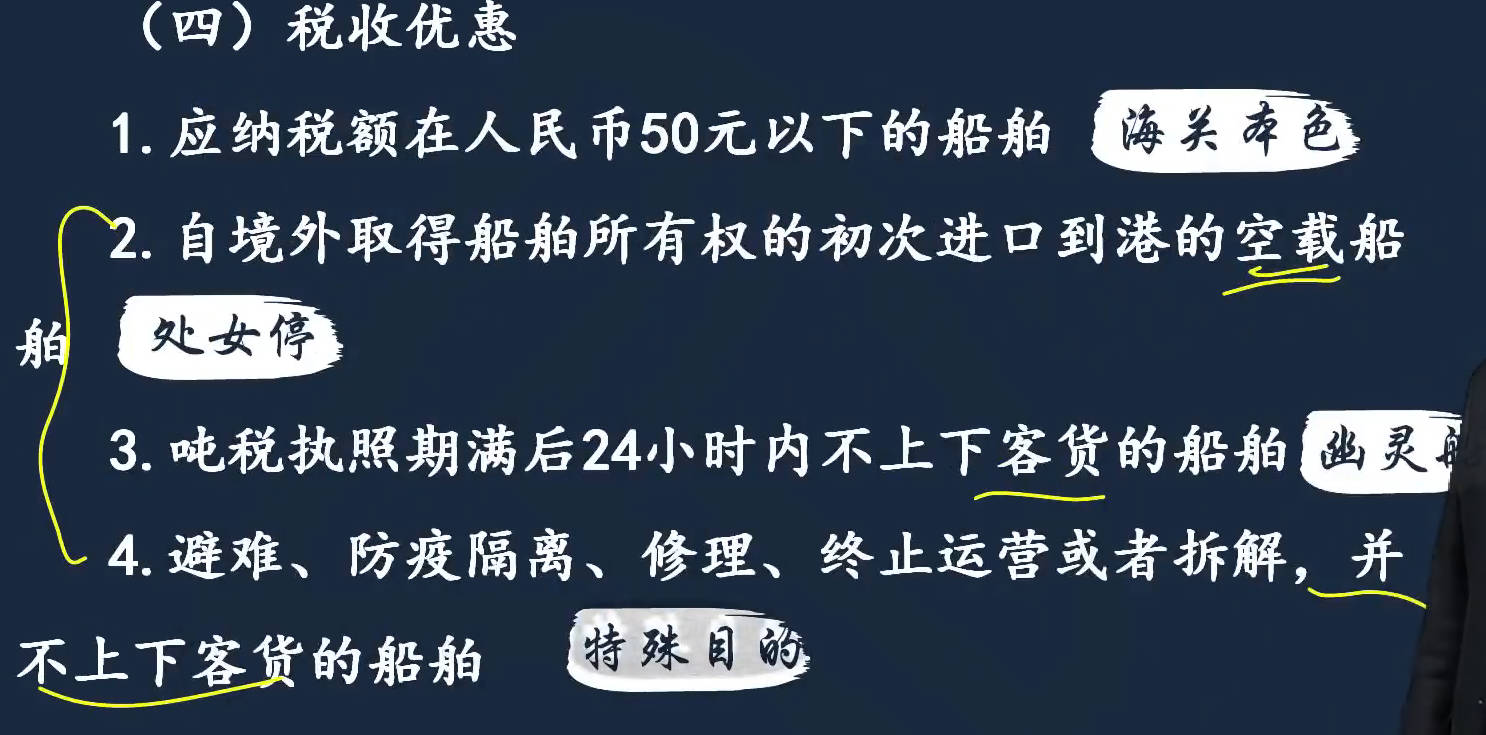 （四）税收优惠
1. 应纳税额在人民币50元以下的船舶 海关本色
2. 自境外取得船舶所有权的初次进口到港的空载船
舶 处女停
3. 吨税执照期满后24小时内不上下客货的船舶 幽灵
4. 避难、防疫隔离、修理、终止运营或者拆解，并
不上下客货的船舶 特殊目的